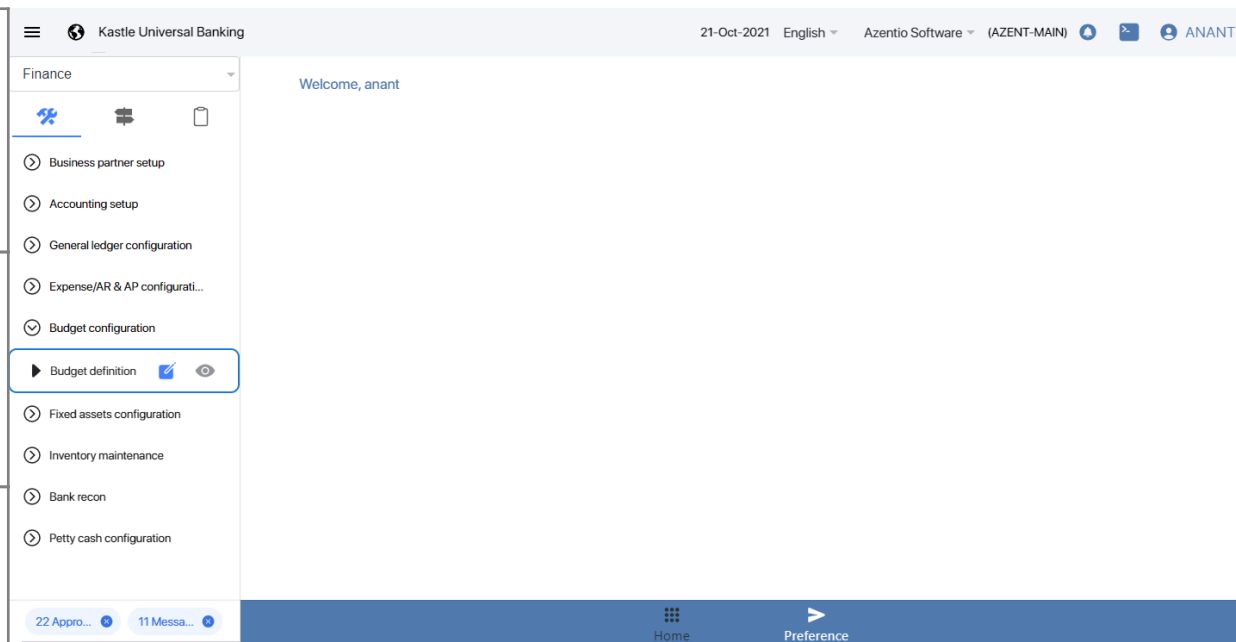 Kastle Universal Banking
21-Oct-2021 English Azentio Software (AZENT-MAIN) ANANT
Finance
Welcome, anant
Business partner setup
Accounting setup
General ledger configuration
Expense/AR & AP configurati...
Budget configuration
Budget definition
Fixed assets configuration
Inventory maintenance
Bank recon
Petty cash configuration
22 Appro... 11 Messa...
Home Preference